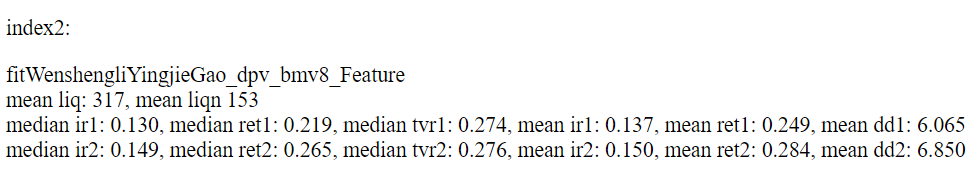 index2:
fitWenshengliYingjieGao_dpv_bmv8_Feature
mean liq: 317, mean liqn 153
median ir1: 0.130, median ret1: 0.219, median tvr1: 0.274, mean ir1: 0.137, mean ret1: 0.249, mean dd1: 6.065
median ir2: 0.149, median ret2: 0.265, median tvr2: 0.276, mean ir2: 0.150, mean ret2: 0.284, mean dd2: 6.850